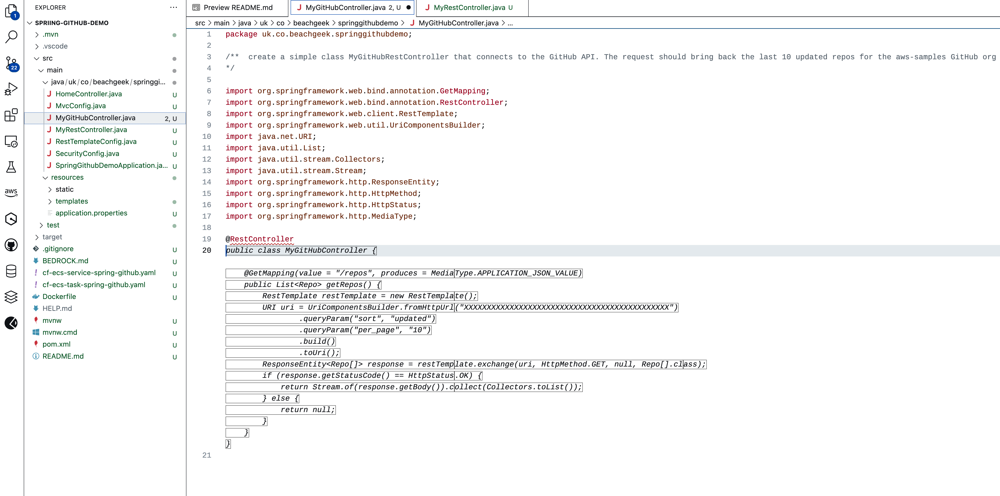 EXPLORER
...
SPRIING-GITHUB-DEMO
.mvn
.vscode
src
main
java/uk/co/beachgeek/springgi...
HomeController.java U
MvcConfig.java U
MyGitHubController.java 2, U
MyRestController.java U
RestTemplateConfig.java U
SecurityConfig.java U
SpringGithubDemoApplication.ja... U
resources
static
templates
application.properties U
test
target
.gitignore U
BEDROCK.md U
cf-ecs-service-spring-github.yaml U
cf-ecs-task-spring-github.yaml U
Dockerfile U
HELP.md
mvnw U
mvnw.cmd U
pom.xml U
README.md U
1
22
aws
Preview README.md
MyGitHubController.java 2, U
MyRestController.java U
src > main > java > uk > co > beachgeek > springgithubdemo > MyGitHubController.java > ...
1 package uk.co.beachgeek.springgithubdemo;
2
3 /**  create a simple class MyGitHubRestController that connects to the GitHub API. The request should bring back the last 10 updated repos for the aws-samples GitHub org
4 */
5
6 import org.springframework.web.bind.annotation.GetMapping;
7 import org.springframework.web.bind.annotation.RestController;
8 import org.springframework.web.client.RestTemplate;
9 import org.springframework.web.util.UriComponentsBuilder;
10 import java.net.URI;
11 import java.util.List;
12 import java.util.stream.Collectors;
13 import java.util.stream.Stream;
14 import org.springframework.http.ResponseEntity;
15 import org.springframework.http.HttpMethod;
16 import org.springframework.http.HttpStatus;
17 import org.springframework.http.MediaType;
18
19 @RestController
20 public class MyGitHubController {
    @GetMapping(value = "/repos", produces = MediaType.APPLICATION_JSON_VALUE)
    public List<Repo> getRepos() {
        RestTemplate restTemplate = new RestTemplate();
        URI uri = UriComponentsBuilder.fromHttpUrl("XXXXXXXXXXXXXXXXXXXXXXXXXXXXXXXXXXXXXXXXXXXXX")
                .queryParam("sort", "updated")
                .queryParam("per_page", "10")
                .build()
                .toUri();
        ResponseEntity<Repo[]> response = restTemplate.exchange(uri, HttpMethod.GET, null, Repo[].class);
        if (response.getStatusCode() == HttpStatus.OK) {
            return Stream.of(response.getBody()).collect(Collectors.toList());
        } else {
            return null;
        }
    }
}
21